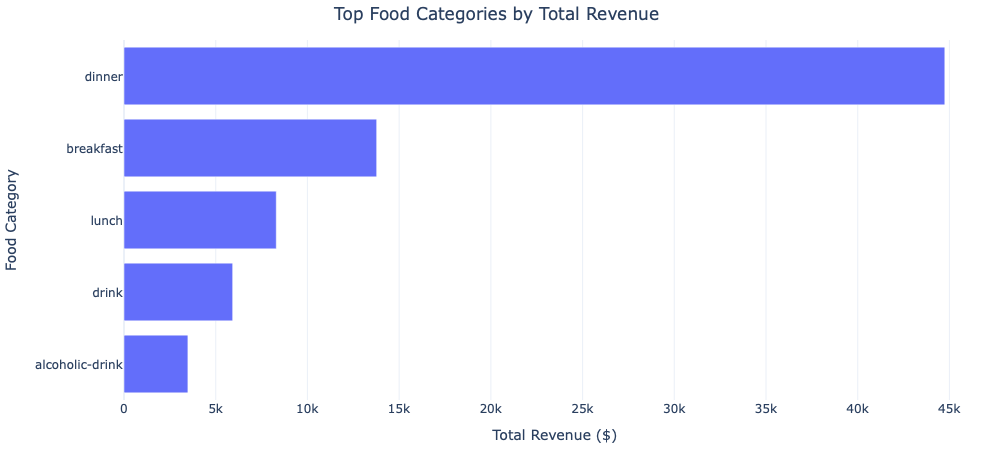 Top Food Categories by Total Revenue
Food Category
dinner
breakfast
lunch
drink
alcoholic-drink
0 5k 10k 15k 20k 25k 30k 35k 40k 45k
Total Revenue ($)